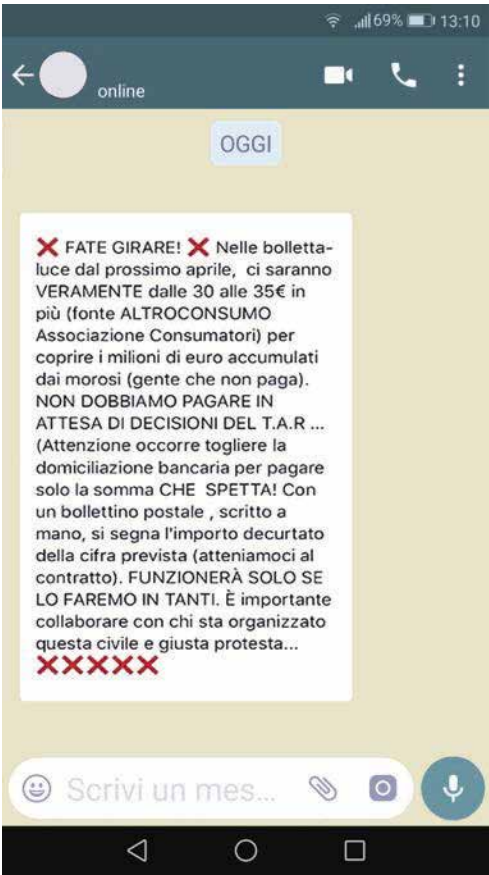 69% 13:10
online
OGGI
❌ FATE GIRARE! ❌ Nelle bolletta-
luce dal prossimo aprile, ci saranno
VERAMENTE dalle 30 alle 35€ in
più (fonte ALTROCONSUMO
Associazione Consumatori) per
coprire i milioni di euro accumulati
dai morosi (gente che non paga).
NON DOBBIAMO PAGARE IN
ATTESA DI DECISIONI DEL T.A.R ...
(Attenzione occorre togliere la
domiciliazione bancaria per pagare
solo la somma CHE SPETTA! Con
un bollettino postale , scritto a
mano, si segna l'importo decurtato
della cifra prevista (atteniamoci al
contratto). FUNZIONERÀ SOLO SE
LO FAREMO IN TANTI. È importante
collaborare con chi sta organizzato
questa civile e giusta protesta...
❌❌❌❌❌
Scrivi un mes...